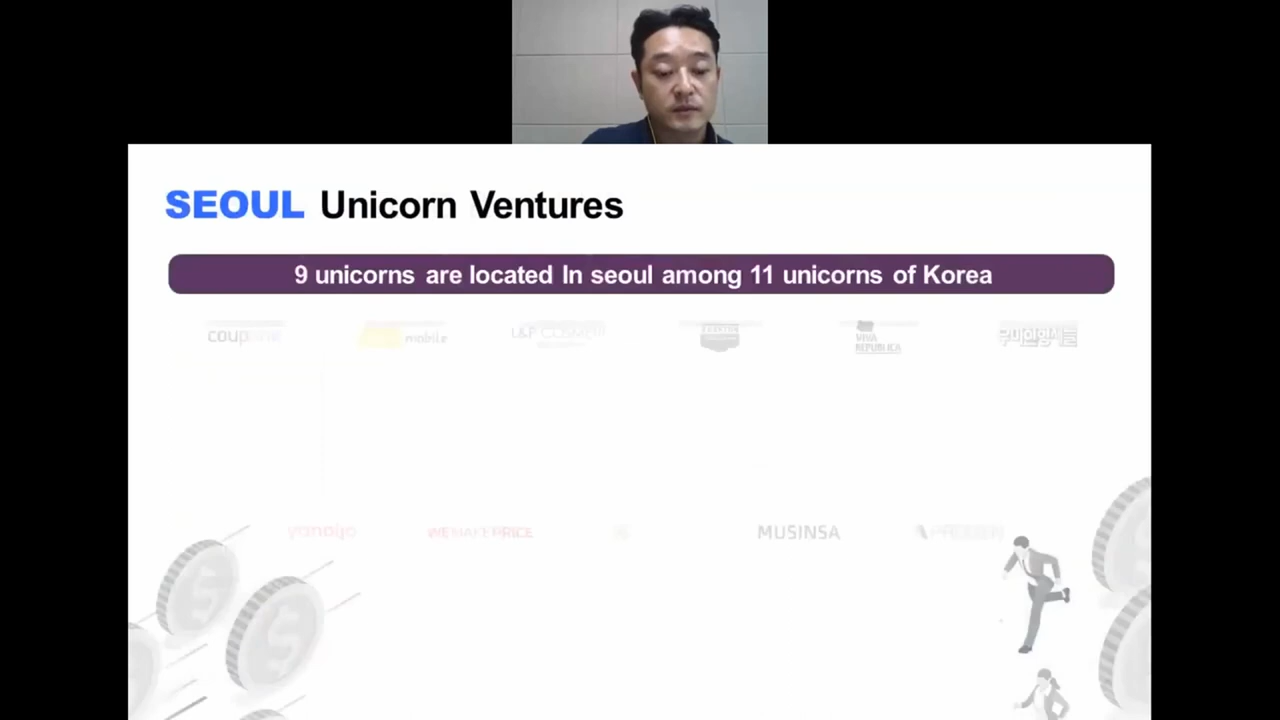 SEOUL Unicorn Ventures
9 unicorns are located In seoul among 11 unicorns of Korea
coupang
mobile
L&P COSMETIC
VIVA
REPUBLICA
우아한형제들
yanolja
WEMAKEPRICE
MUSINSA